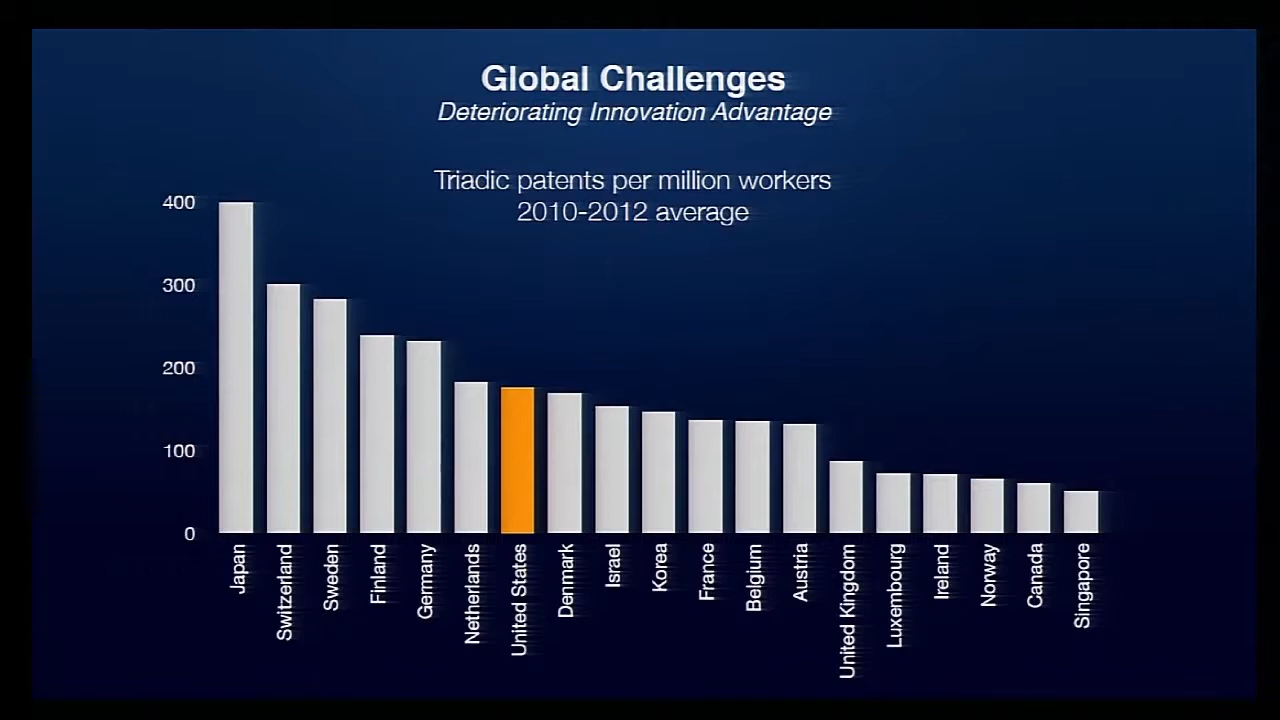 Global Challenges
Deteriorating Innovation Advantage
Triadic patents per million workers
2010-2012 average
400
300
200
100
0
Japan
Switzerland
Sweden
Finland
Germany
Netherlands
United States
Denmark
Israel
Korea
France
Belgium
Austria
United Kingdom
Luxembourg
Ireland
Norway
Canada
Singapore